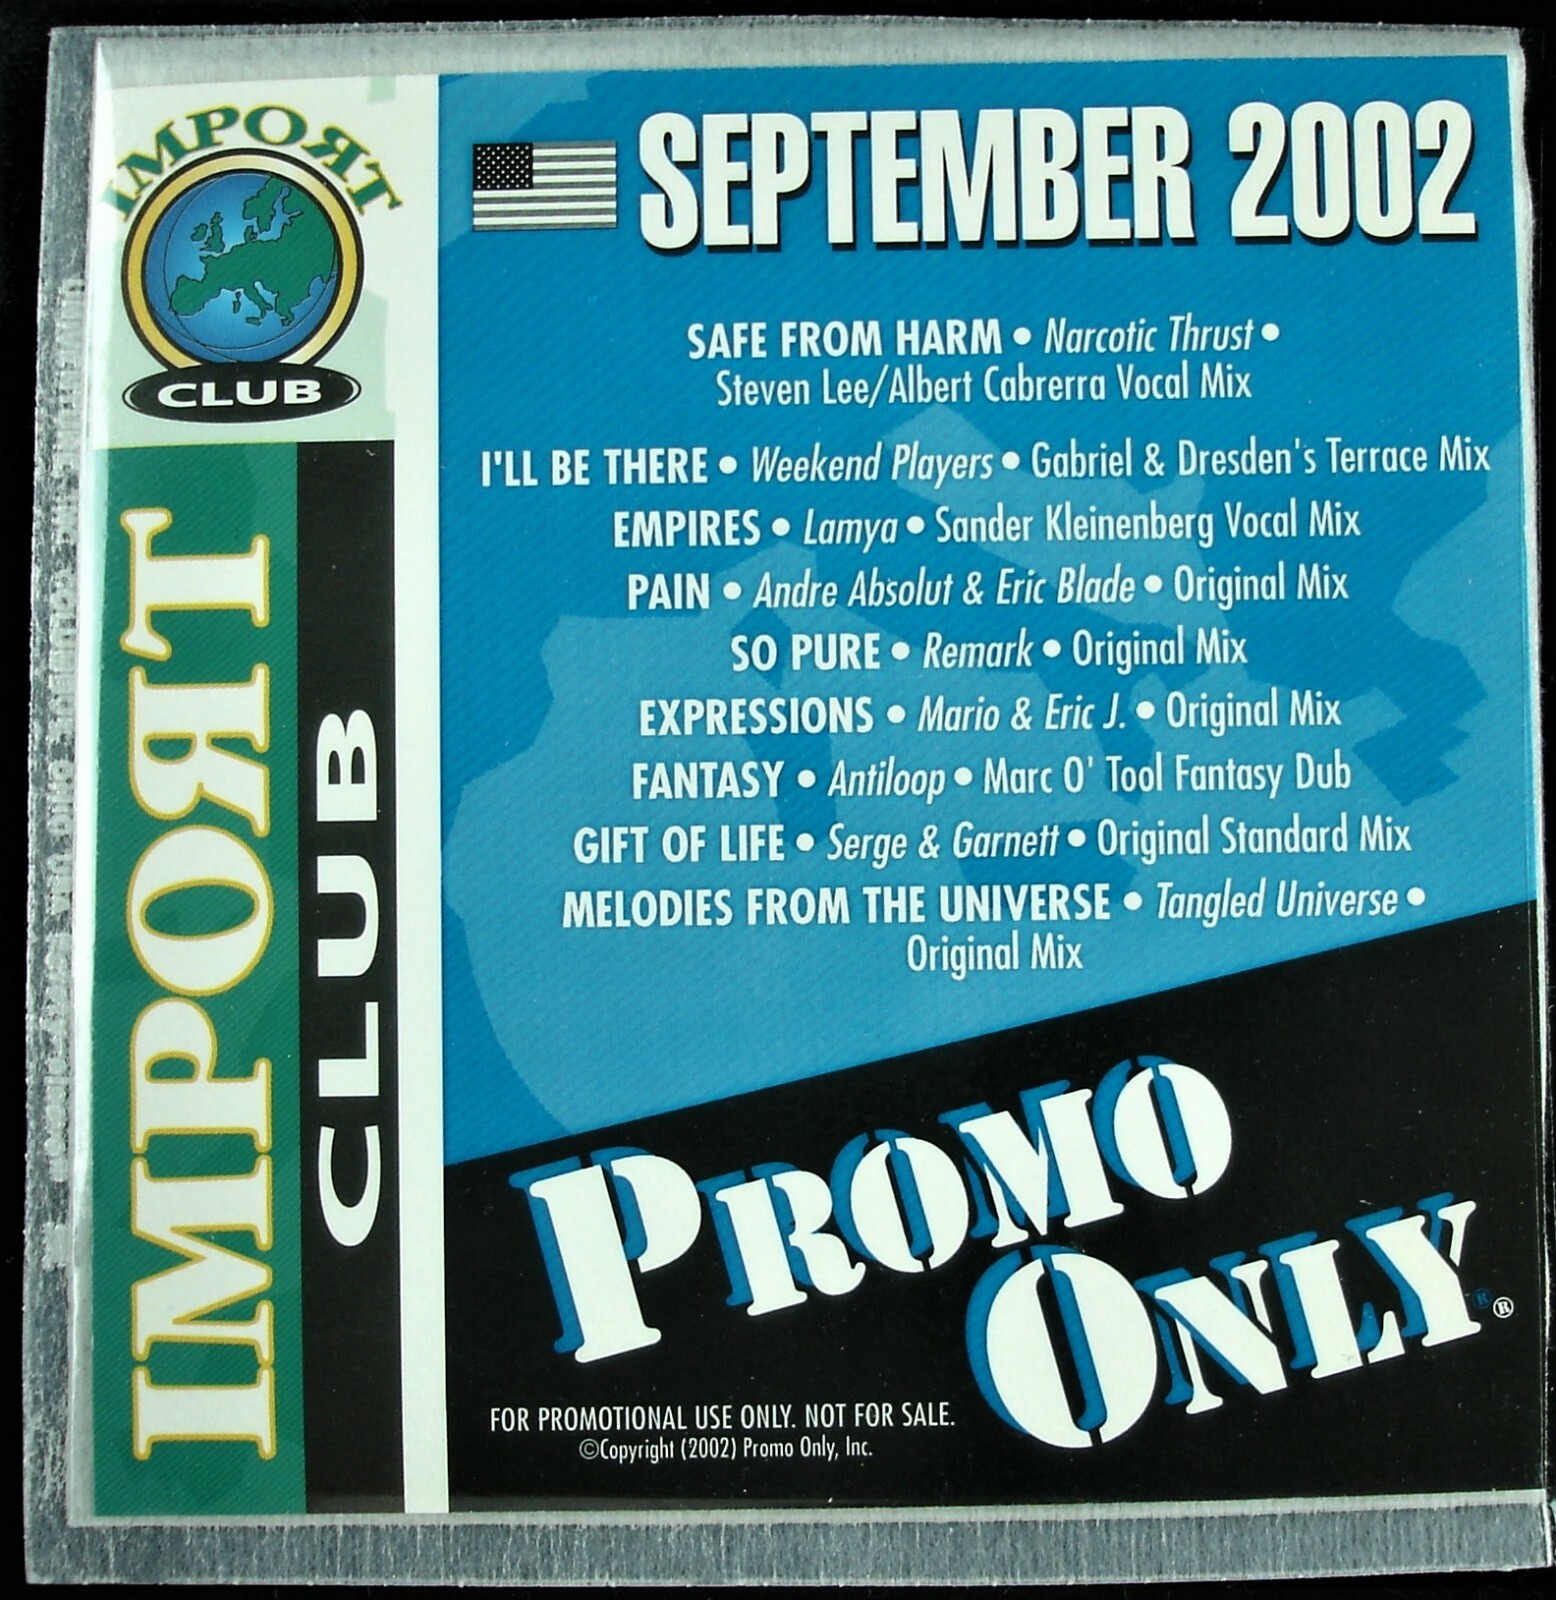 IMPORT
CLUB
IMPORT
CLUB
SEPTEMBER 2002
SAFE FROM HARM • Narcotic Thrust •
Steven Lee/Albert Cabrerra Vocal Mix
I'LL BE THERE • Weekend Players • Gabriel & Dresden's Terrace Mix
EMPIRES • Lamya • Sander Kleinenberg Vocal Mix
PAIN • Andre Absolut & Eric Blade • Original Mix
SO PURE • Remark • Original Mix
EXPRESSIONS • Mario & Eric J. • Original Mix
FANTASY • Antiloop • Marc O' Tool Fantasy Dub
GIFT OF LIFE • Serge & Garnett • Original Standard Mix
MELODIES FROM THE UNIVERSE • Tangled Universe •
Original Mix
PROMO
ONLY®
FOR PROMOTIONAL USE ONLY. NOT FOR SALE.
©Copyright (2002) Promo Only, Inc.